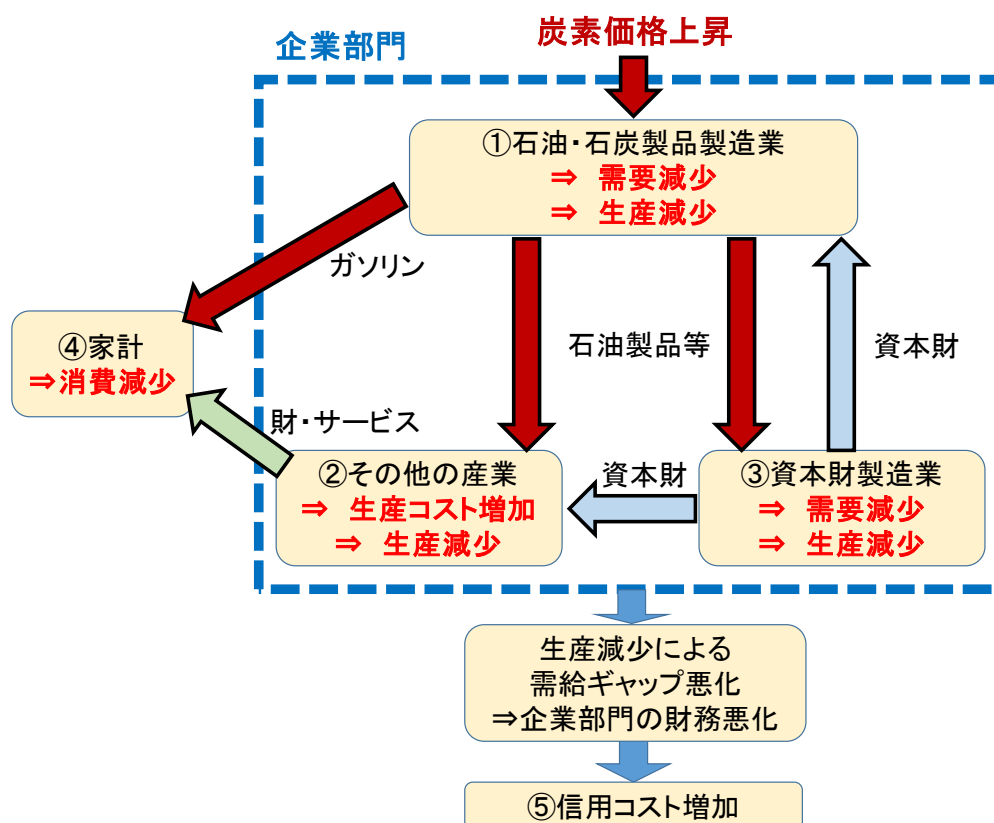 炭素価格上昇
企業部門
①石油・石炭製品製造業
⇒ 需要減少
⇒ 生産減少
ガソリン
④家計
⇒消費減少
石油製品等
資本財
財・サービス
②その他の産業
⇒ 生産コスト増加
⇒ 生産減少
資本財
③資本財製造業
⇒ 需要減少
⇒ 生産減少
生産減少による
需給ギャップ悪化
⇒企業部門の財務悪化
⑤信用コスト増加